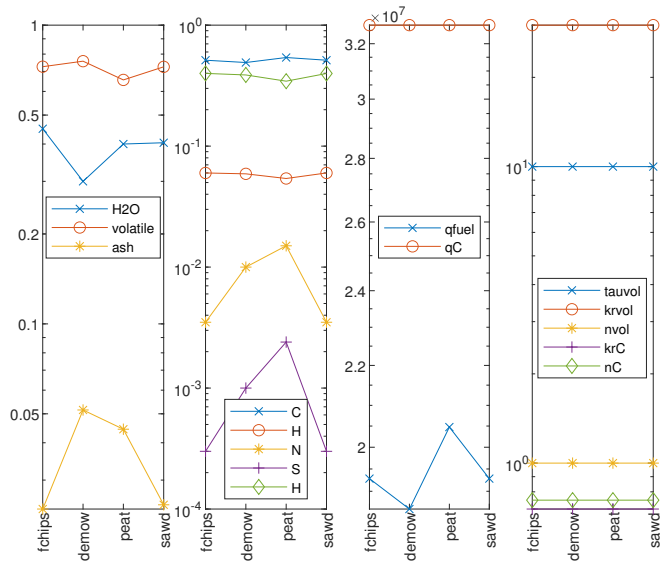 1
0.5
0.2
0.1
0.05
H2O
volatile
ash
fchips
demow
peat
sawd
10^0
10^-1
10^-2
10^-3
10^-4
C
H
N
S
H
fchips
demow
peat
sawd
× 10^7
3.2
3
2.8
2.6
2.4
2.2
2
qfuel
qC
fchips
demow
peat
sawd
10^1
10^0
tauvol
krvol
nvol
krC
nC
fchips
demow
peat
sawd